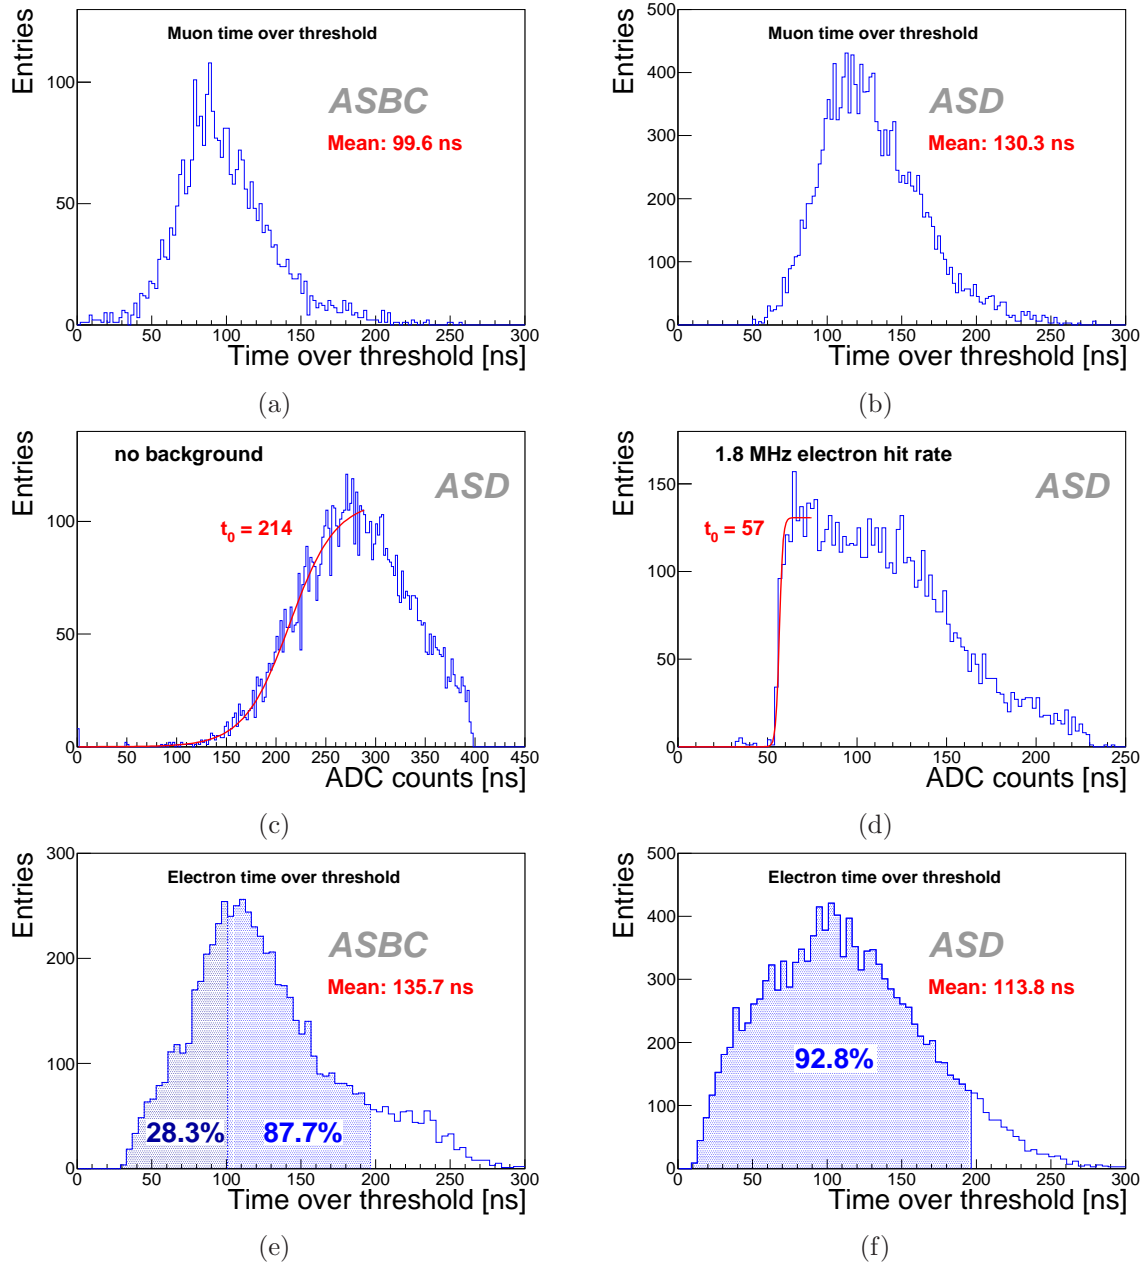 Entries
Muon time over threshold
ASBC
Mean: 99.6 ns
100
50
0
0 50 100 150 200 250 300
Time over threshold [ns]
(a)
Entries
Muon time over threshold
ASD
Mean: 130.3 ns
500
400
300
200
100
0
0 50 100 150 200 250 300
Time over threshold [ns]
(b)
Entries
no background
ASD
t0 = 214
100
50
0
0 50 100 150 200 250 300 350 400 450
ADC counts [ns]
(c)
Entries
1.8 MHz electron hit rate
ASD
t0 = 57
150
100
50
0
0 50 100 150 200 250
ADC counts [ns]
(d)
Entries
Electron time over threshold
ASBC
Mean: 135.7 ns
28.3% 87.7%
300
200
100
0
0 50 100 150 200 250 300
Time over threshold [ns]
(e)
Entries
Electron time over threshold
ASD
Mean: 113.8 ns
92.8%
500
400
300
200
100
0
0 50 100 150 200 250 300
Time over threshold [ns]
(f)